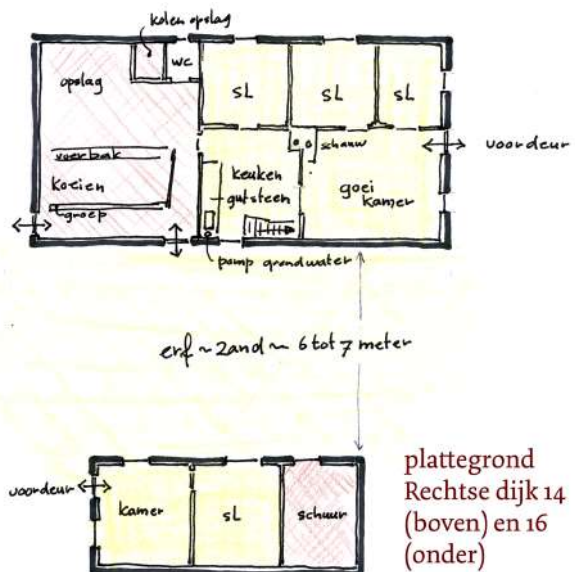 kolen opslag
wc
opslag
sL
sL
sL
schouw
voordeur
voerbak
koeien
groep
keuken
gutsteen
goei
kamer
pomp grondwater
erf ~ zand ~ 6 tot 7 meter
voordeur
kamer
sL
schuur
plattegrond
Rechtse dijk 14
(boven) en 16
(onder)